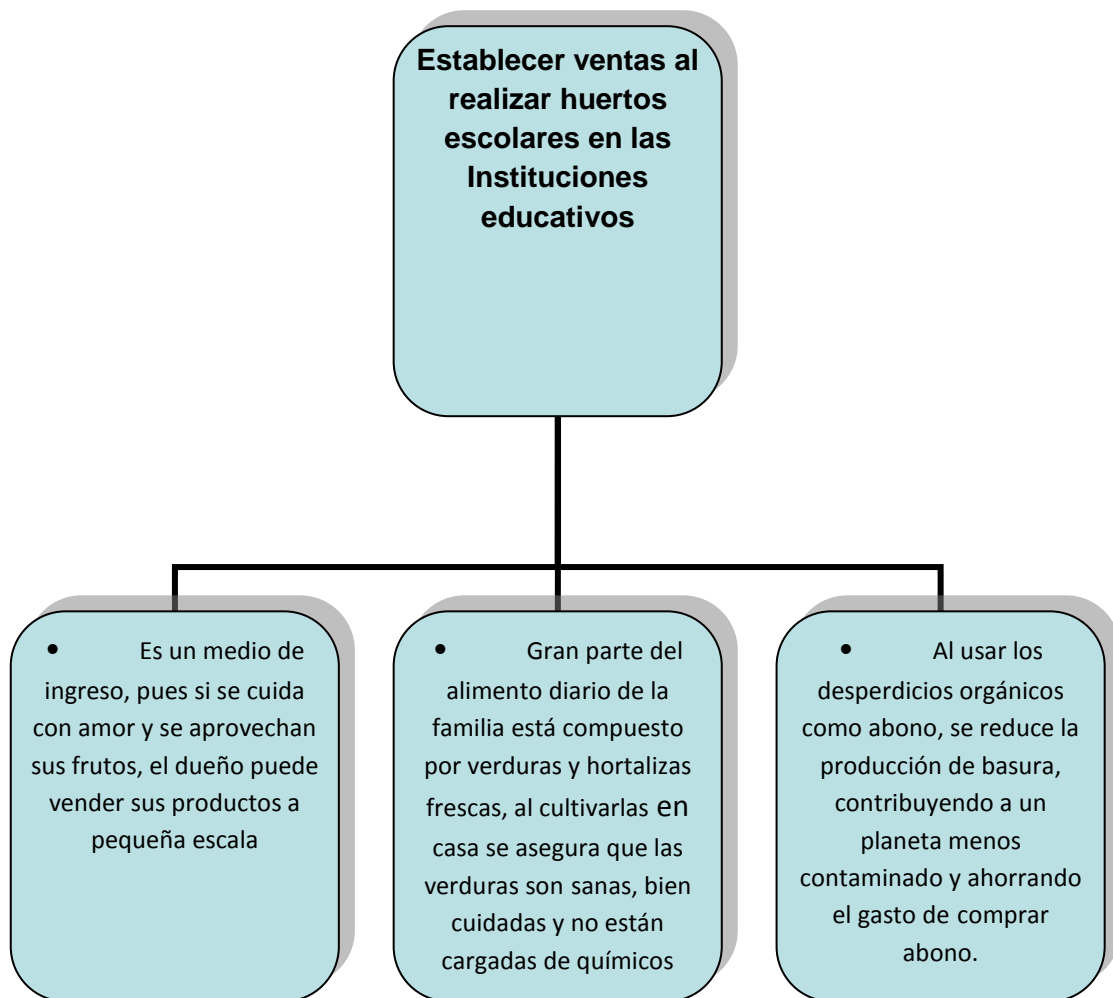 Establecer ventas al
realizar huertos
escolares en las
Instituciones
educativos
• Es un medio de
ingreso, pues si se cuida
con amor y se aprovechan
sus frutos, el dueño puede
vender sus productos a
pequeña escala
• Gran parte del
alimento diario de la
familia está compuesto
por verduras y hortalizas
frescas, al cultivarlas en
casa se asegura que las
verduras son sanas, bien
cuidadas y no están
cargadas de químicos
• Al usar los
desperdicios orgánicos
como abono, se reduce la
producción de basura,
contribuyendo a un
planeta menos
contaminado y ahorrando
el gasto de comprar
abono.